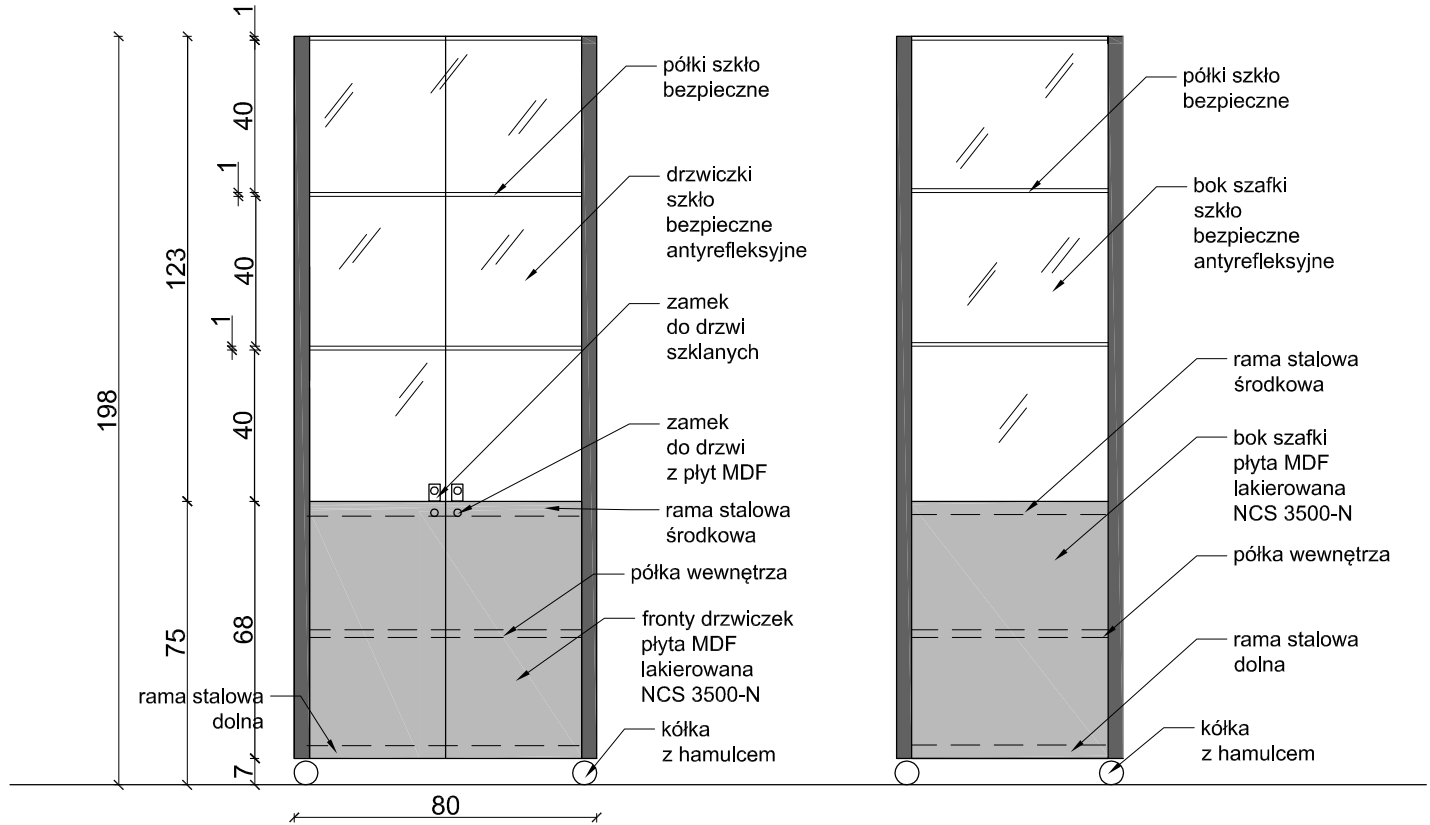 1
198
123
75
40
1
40
1
40
68
7
80
półki szkło
bezpieczne
drzwiczki
szkło
bezpieczne
antyrefleksyjne
zamek
do drzwi
szklanych
zamek
do drzwi
z płyt MDF
rama stalowa
środkowa
półka wewnętrza
fronty drzwiczek
płyta MDF
lakierowana
NCS 3500-N
rama stalowa
dolna
kółka
z hamulcem
półki szkło
bezpieczne
bok szafki
szkło
bezpieczne
antyrefleksyjne
rama stalowa
środkowa
bok szafki
płyta MDF
lakierowana
NCS 3500-N
półka wewnętrza
rama stalowa
dolna
kółka
z hamulcem